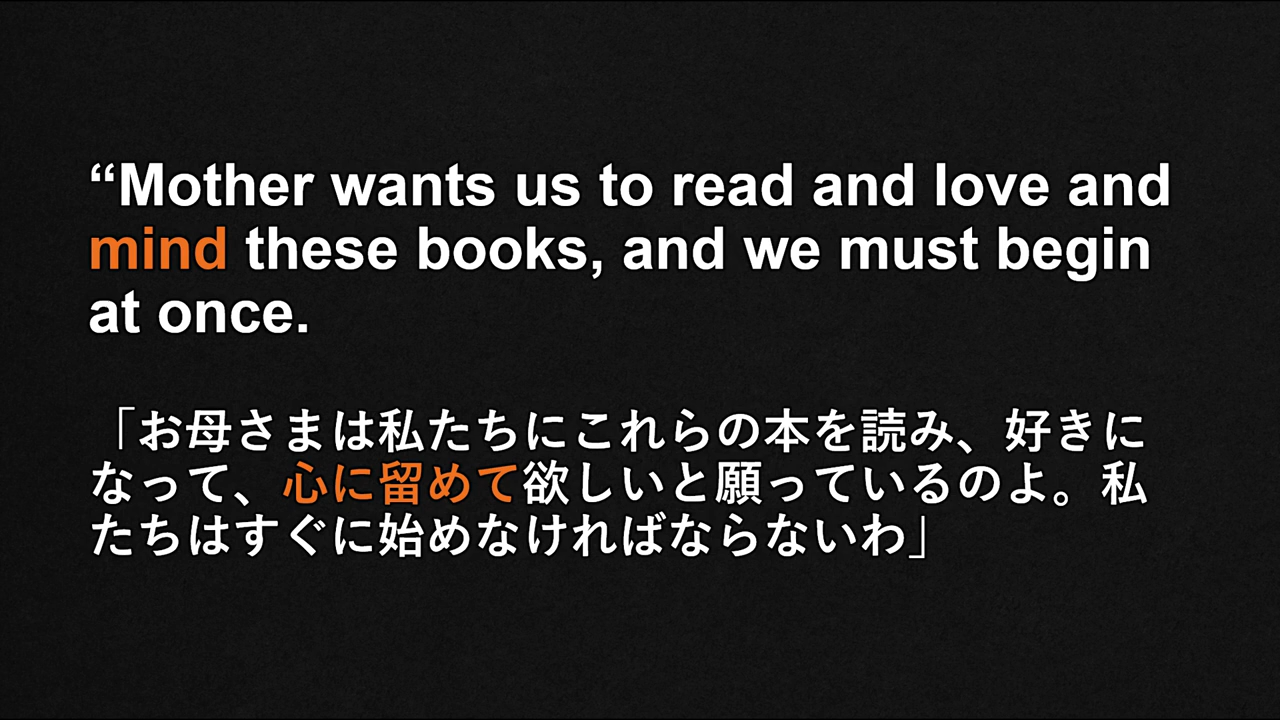 “Mother wants us to read and love and
mind these books, and we must begin
at once.
「お母さまは私たちにこれらの本を読み、好きに
なって、心に留めて欲しいと願っているのよ。私
たちはすぐに始めなければならないわ」